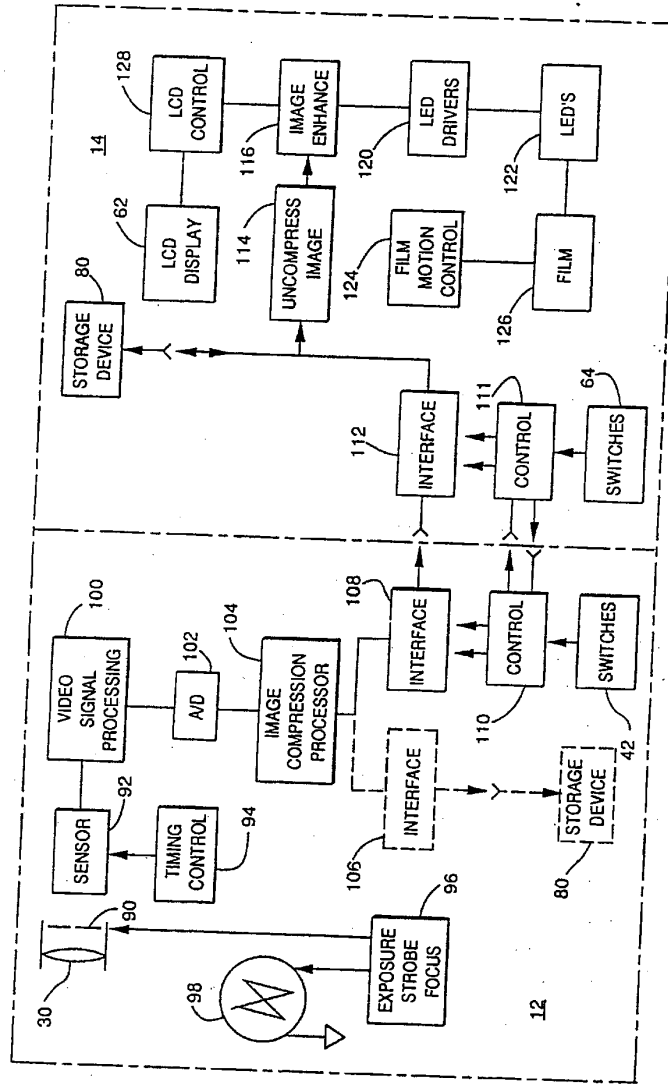 30
90
SENSOR
92
TIMING
CONTROL
94
98
EXPOSURE
STROBE
FOCUS
96
12
VIDEO
SIGNAL
PROCESSING
100
A/D
102
IMAGE
COMPRESSION
PROCESSOR
104
INTERFACE
106
STORAGE
DEVICE
80
INTERFACE
108
CONTROL
110
SWITCHES
42
STORAGE
DEVICE
80
14
LCD
DISPLAY
62
LCD
CONTROL
128
UNCOMPRESS
IMAGE
114
IMAGE
ENHANCE
116
INTERFACE
112
CONTROL
111
SWITCHES
64
FILM
MOTION
CONTROL
124
LED
DRIVERS
120
FILM
126
LED'S
122